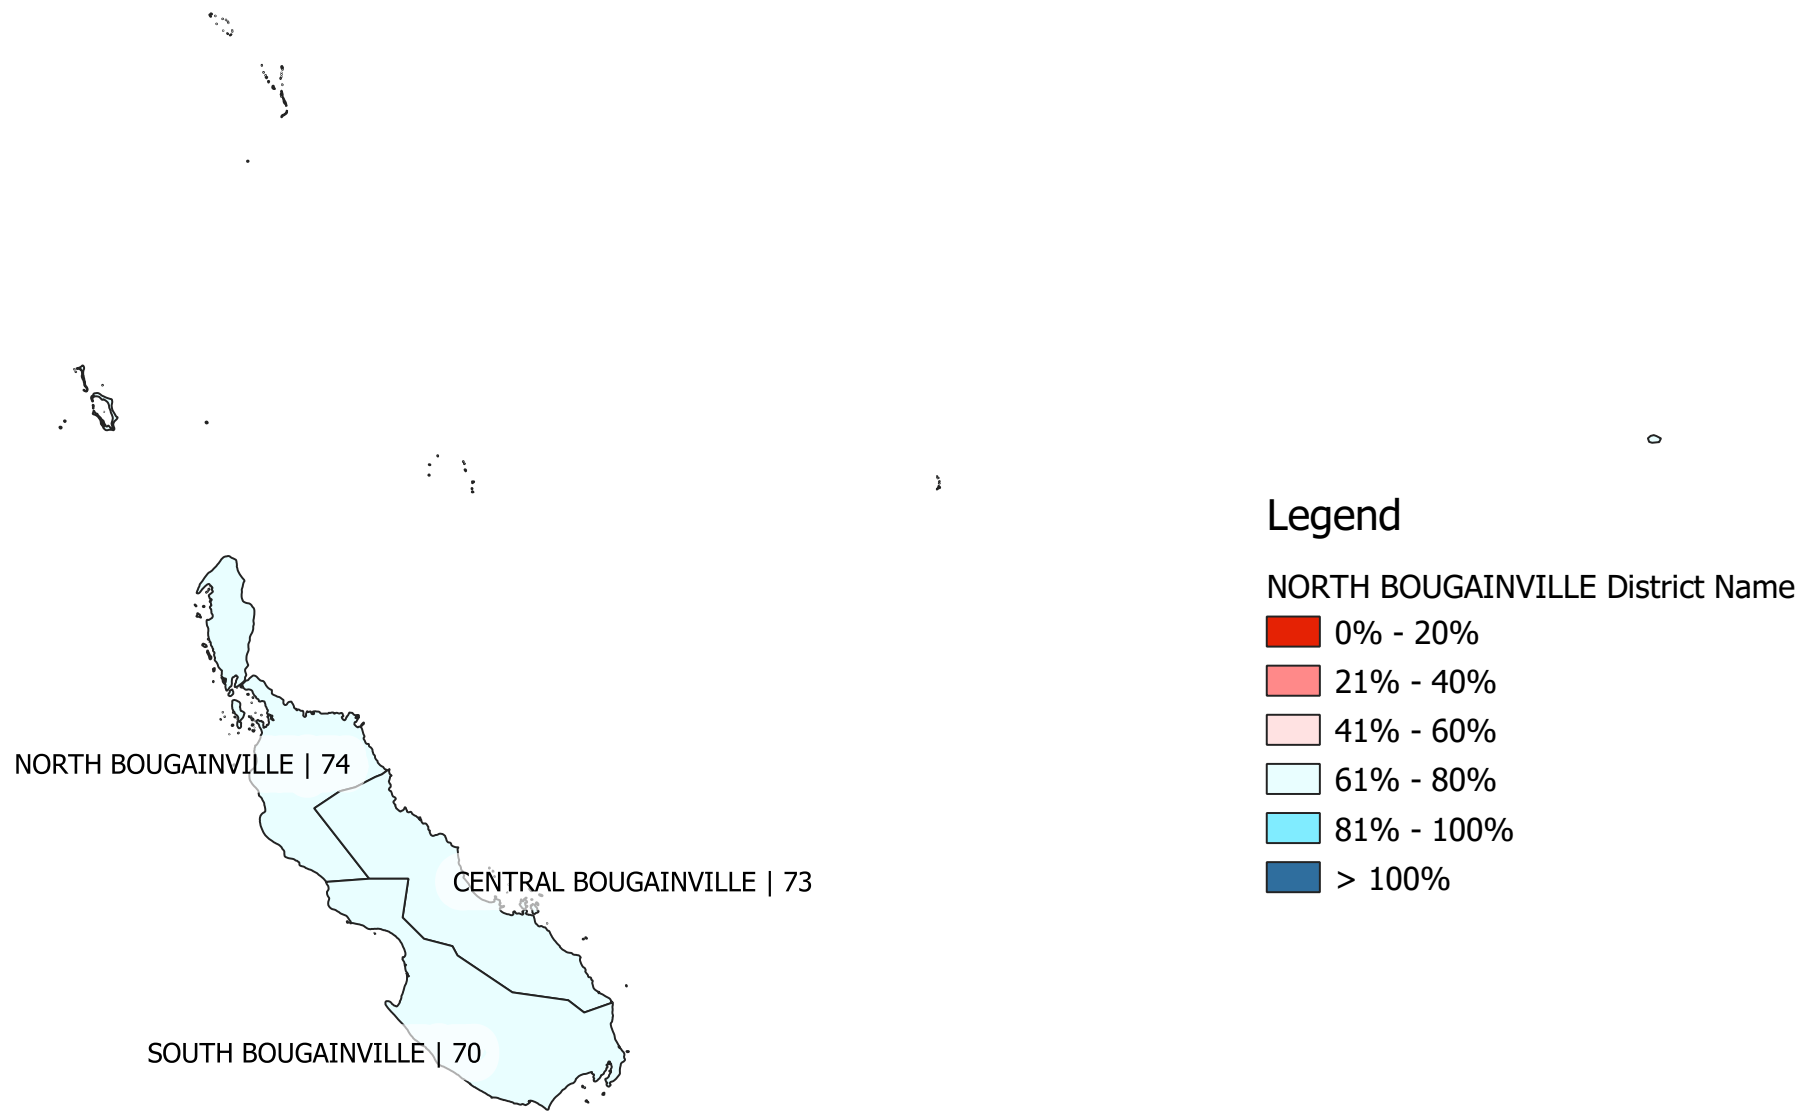 Legend
NORTH BOUGAINVILLE District Name
0% - 20%
21% - 40%
41% - 60%
61% - 80%
81% - 100%
> 100%
NORTH BOUGAINVILLE | 74
CENTRAL BOUGAINVILLE | 73
SOUTH BOUGAINVILLE | 70